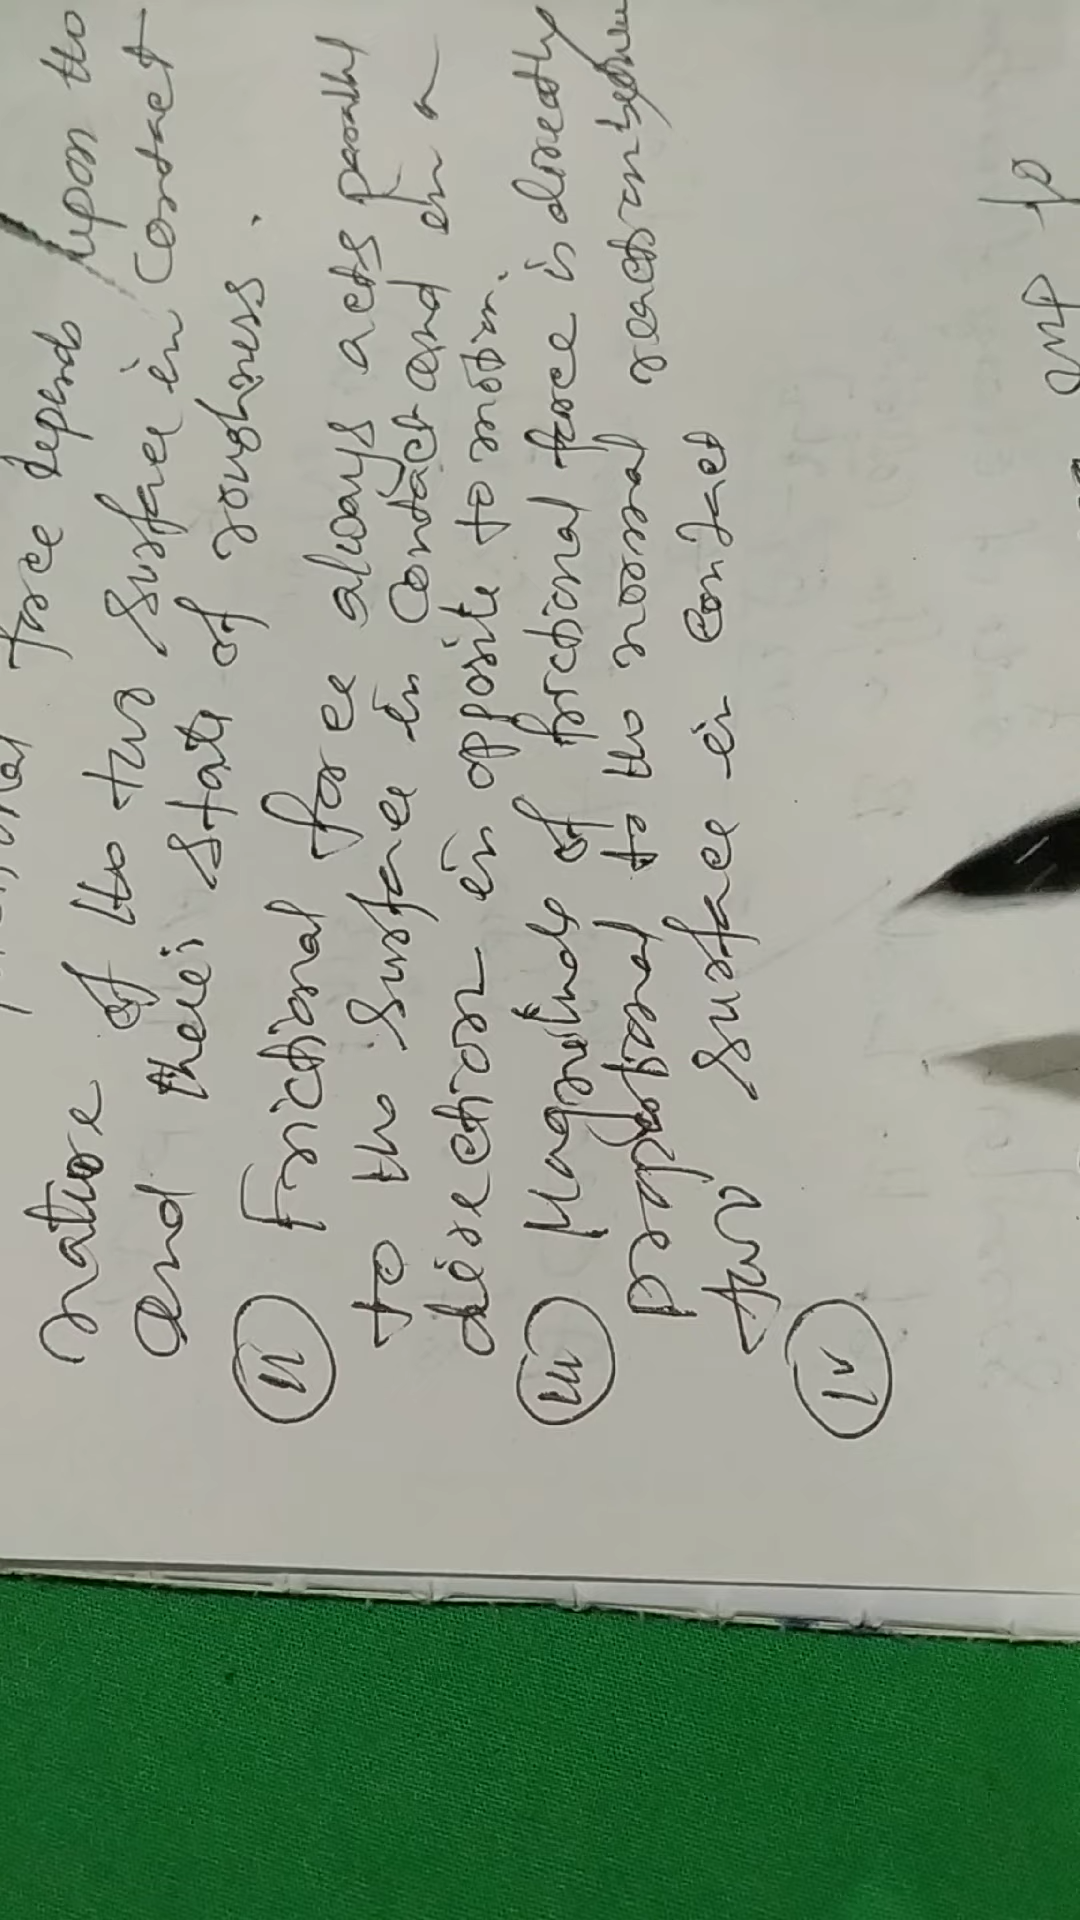 force depends upon the
nature of the two surface in contact
and their state of roughness.
(II) Frictional force always acts parallel
to the surface in contact and in a
direction in opposite to motion.
(III) Magnitude of frictional force is directly
proportional to the normal reaction between
two surface in contact
(IV)